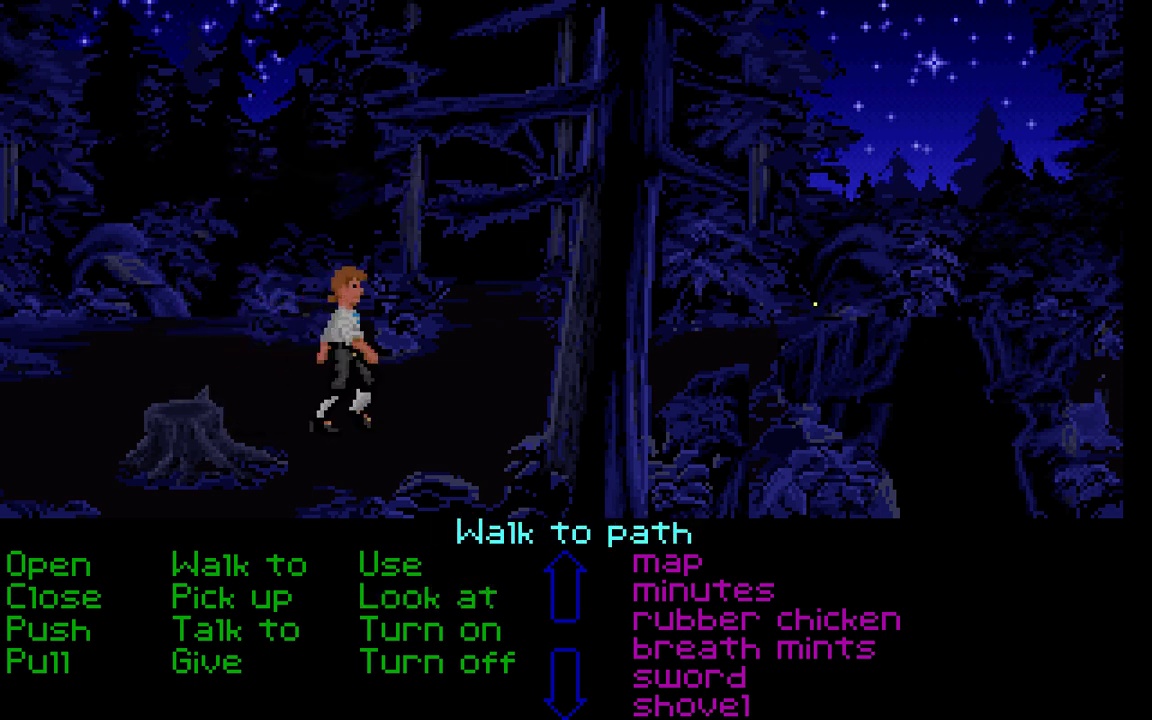 Walk to path
Open Walk to Use
Close Pick up Look at
Push Talk to Turn on
Pull Give Turn off
map
minutes
rubber chicken
breath mints
sword
shovel